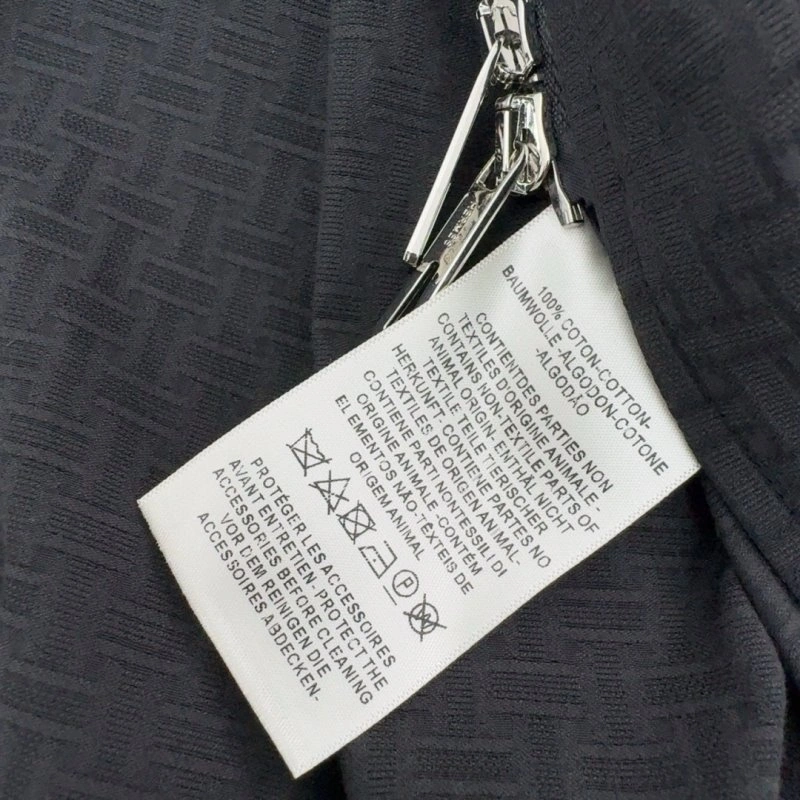 100% COTON-COTTON-
BAUMWOLLE-ALGODON-COTONE
-ALGODÃO
CONTIENT DES PARTIES NON
TEXTILES D'ORIGINE ANIMALE-
CONTAINS NON-TEXTILE PARTS OF
ANIMAL ORIGIN-ENTHÄL NICHT
TEXTILE TEILE TIERISCHER
HERKUNFT-CONTIENE PARTES NO
TEXTILES DE ORIGEN ANIMAL-
CONTIENE PARTI NON TESSILI DI
ORIGINE ANIMALE-CONTÉM
ELEMENTOS NÃO-TÊXTEIS DE
ORIGEM ANIMAL
P
PROTÉGER LES ACCESSOIRES
AVANT ENTRETIEN-PROTECT THE
ACCESSORIES BEFORE CLEANING
VOR DEM REINIGEN DIE
ACCESSOIRES ABDECKEN-